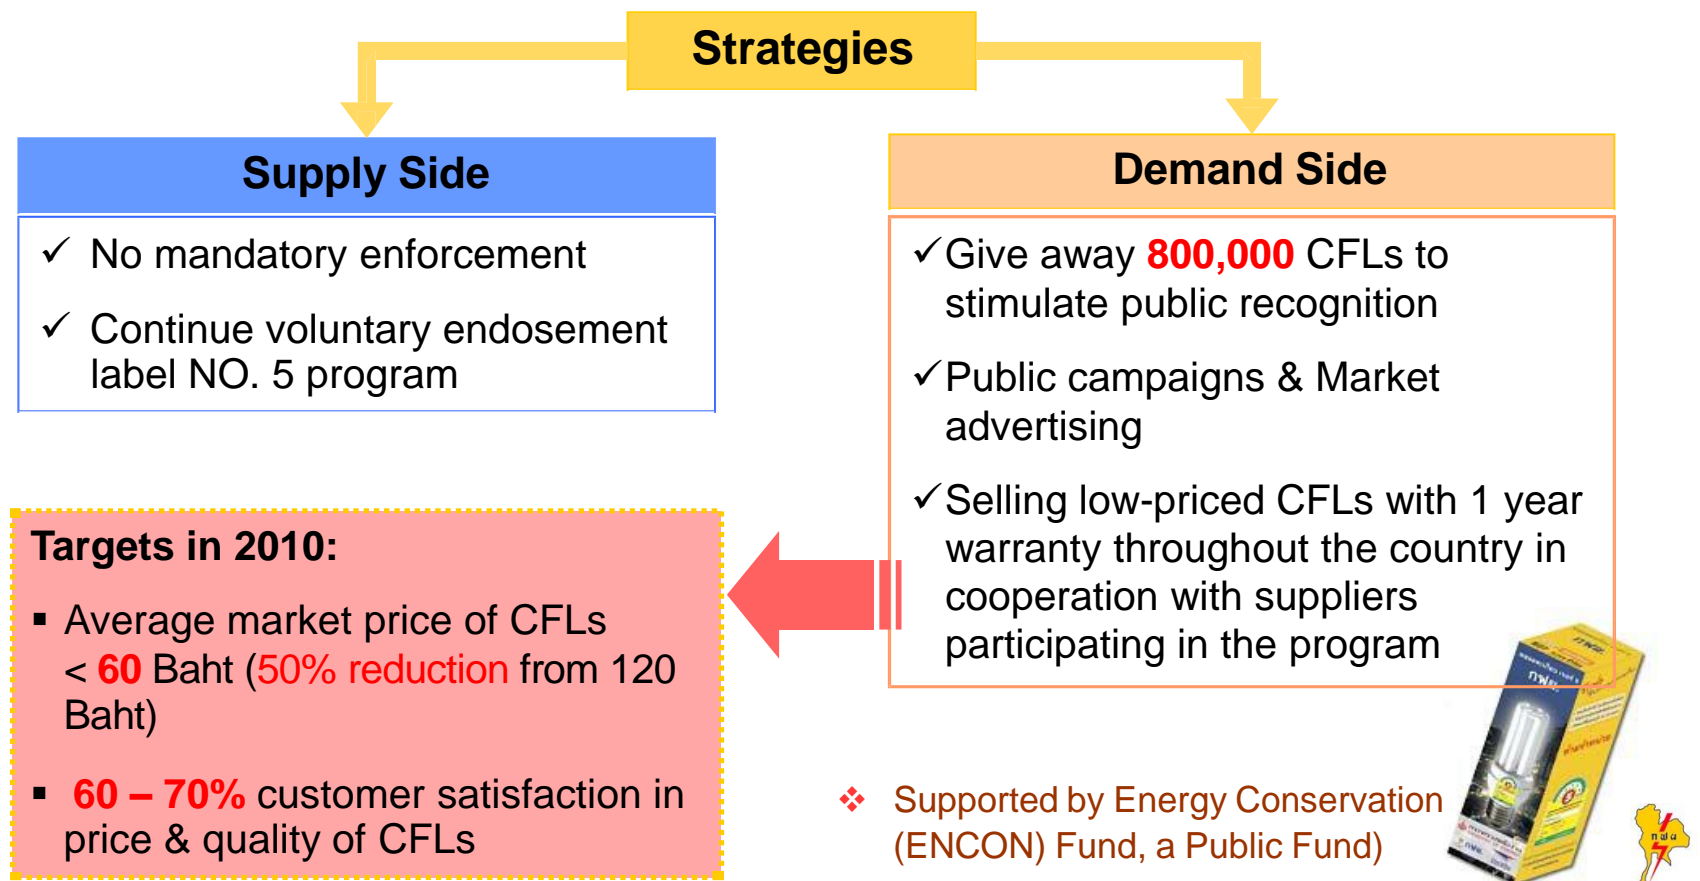 Strategies
Supply Side
✓ No mandatory enforcement
✓ Continue voluntary endosement
label NO. 5 program
Demand Side
✓Give away 800,000 CFLs to
stimulate public recognition
✓Public campaigns & Market
advertising
✓Selling low-priced CFLs with 1 year
warranty throughout the country in
cooperation with suppliers
participating in the program
Targets in 2010:
▪ Average market price of CFLs
< 60 Baht (50% reduction from 120
Baht)
▪ 60 – 70% customer satisfaction in
price & quality of CFLs
❖ Supported by Energy Conservation
(ENCON) Fund, a Public Fund)
กฟผ.